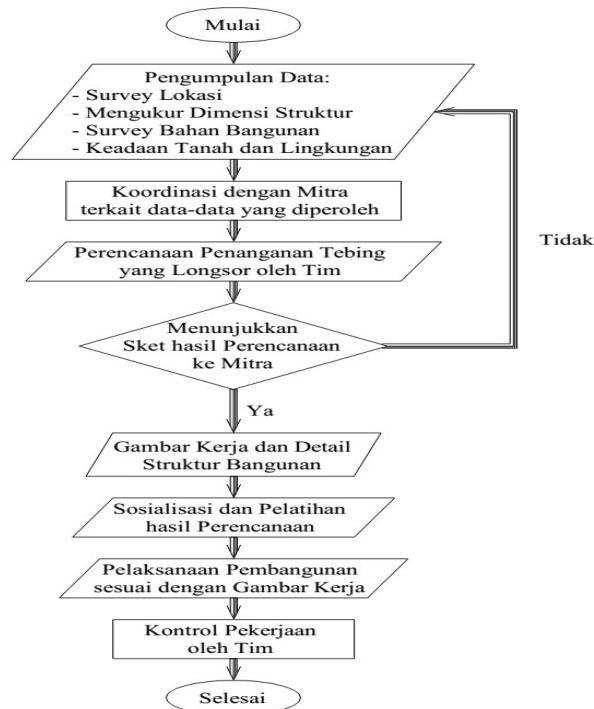 Mulai
Pengumpulan Data:
- Survey Lokasi
- Mengukur Dimensi Struktur
- Survey Bahan Bangunan
- Keadaan Tanah dan Lingkungan
Koordinasi dengan Mitra
terkait data-data yang diperoleh
Tidak
Perencanaan Penanganan Tebing
yang Longsor oleh Tim
Menunjukkan
Sket hasil Perencanaan
ke Mitra
Ya
Gambar Kerja dan Detail
Struktur Bangunan
Sosialisasi dan Pelatihan
hasil Perencanaan
Pelaksanaan Pembangunan
sesuai dengan Gambar Kerja
Kontrol Pekerjaan
oleh Tim
Selesai